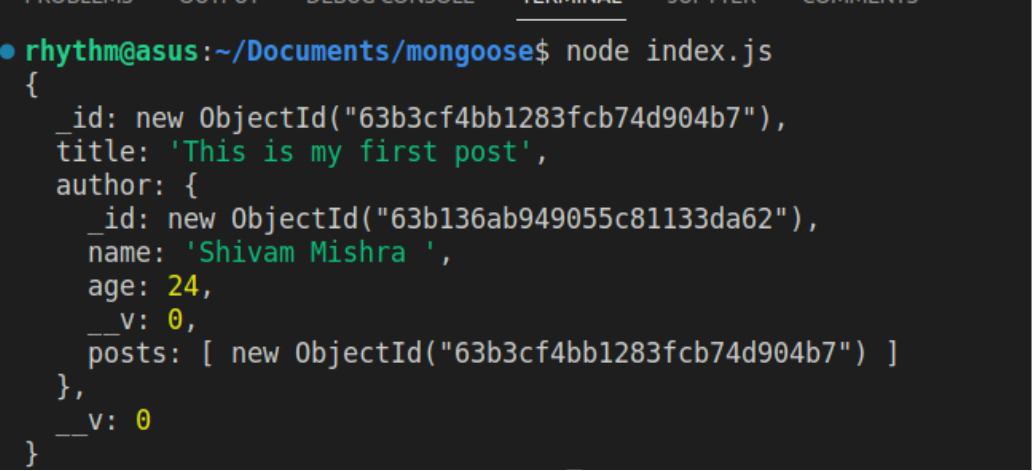 PROBLEMS OUTPUT DEBUG CONSOLE TERMINAL JUPYTER COMMENTS
rhythm@asus:~/Documents/mongoose$ node index.js
{
  _id: new ObjectId("63b3cf4bb1283fcb74d904b7"),
  title: 'This is my first post',
  author: {
    _id: new ObjectId("63b136ab949055c81133da62"),
    name: 'Shivam Mishra ',
    age: 24,
    __v: 0,
    posts: [ new ObjectId("63b3cf4bb1283fcb74d904b7") ]
  },
  __v: 0
}